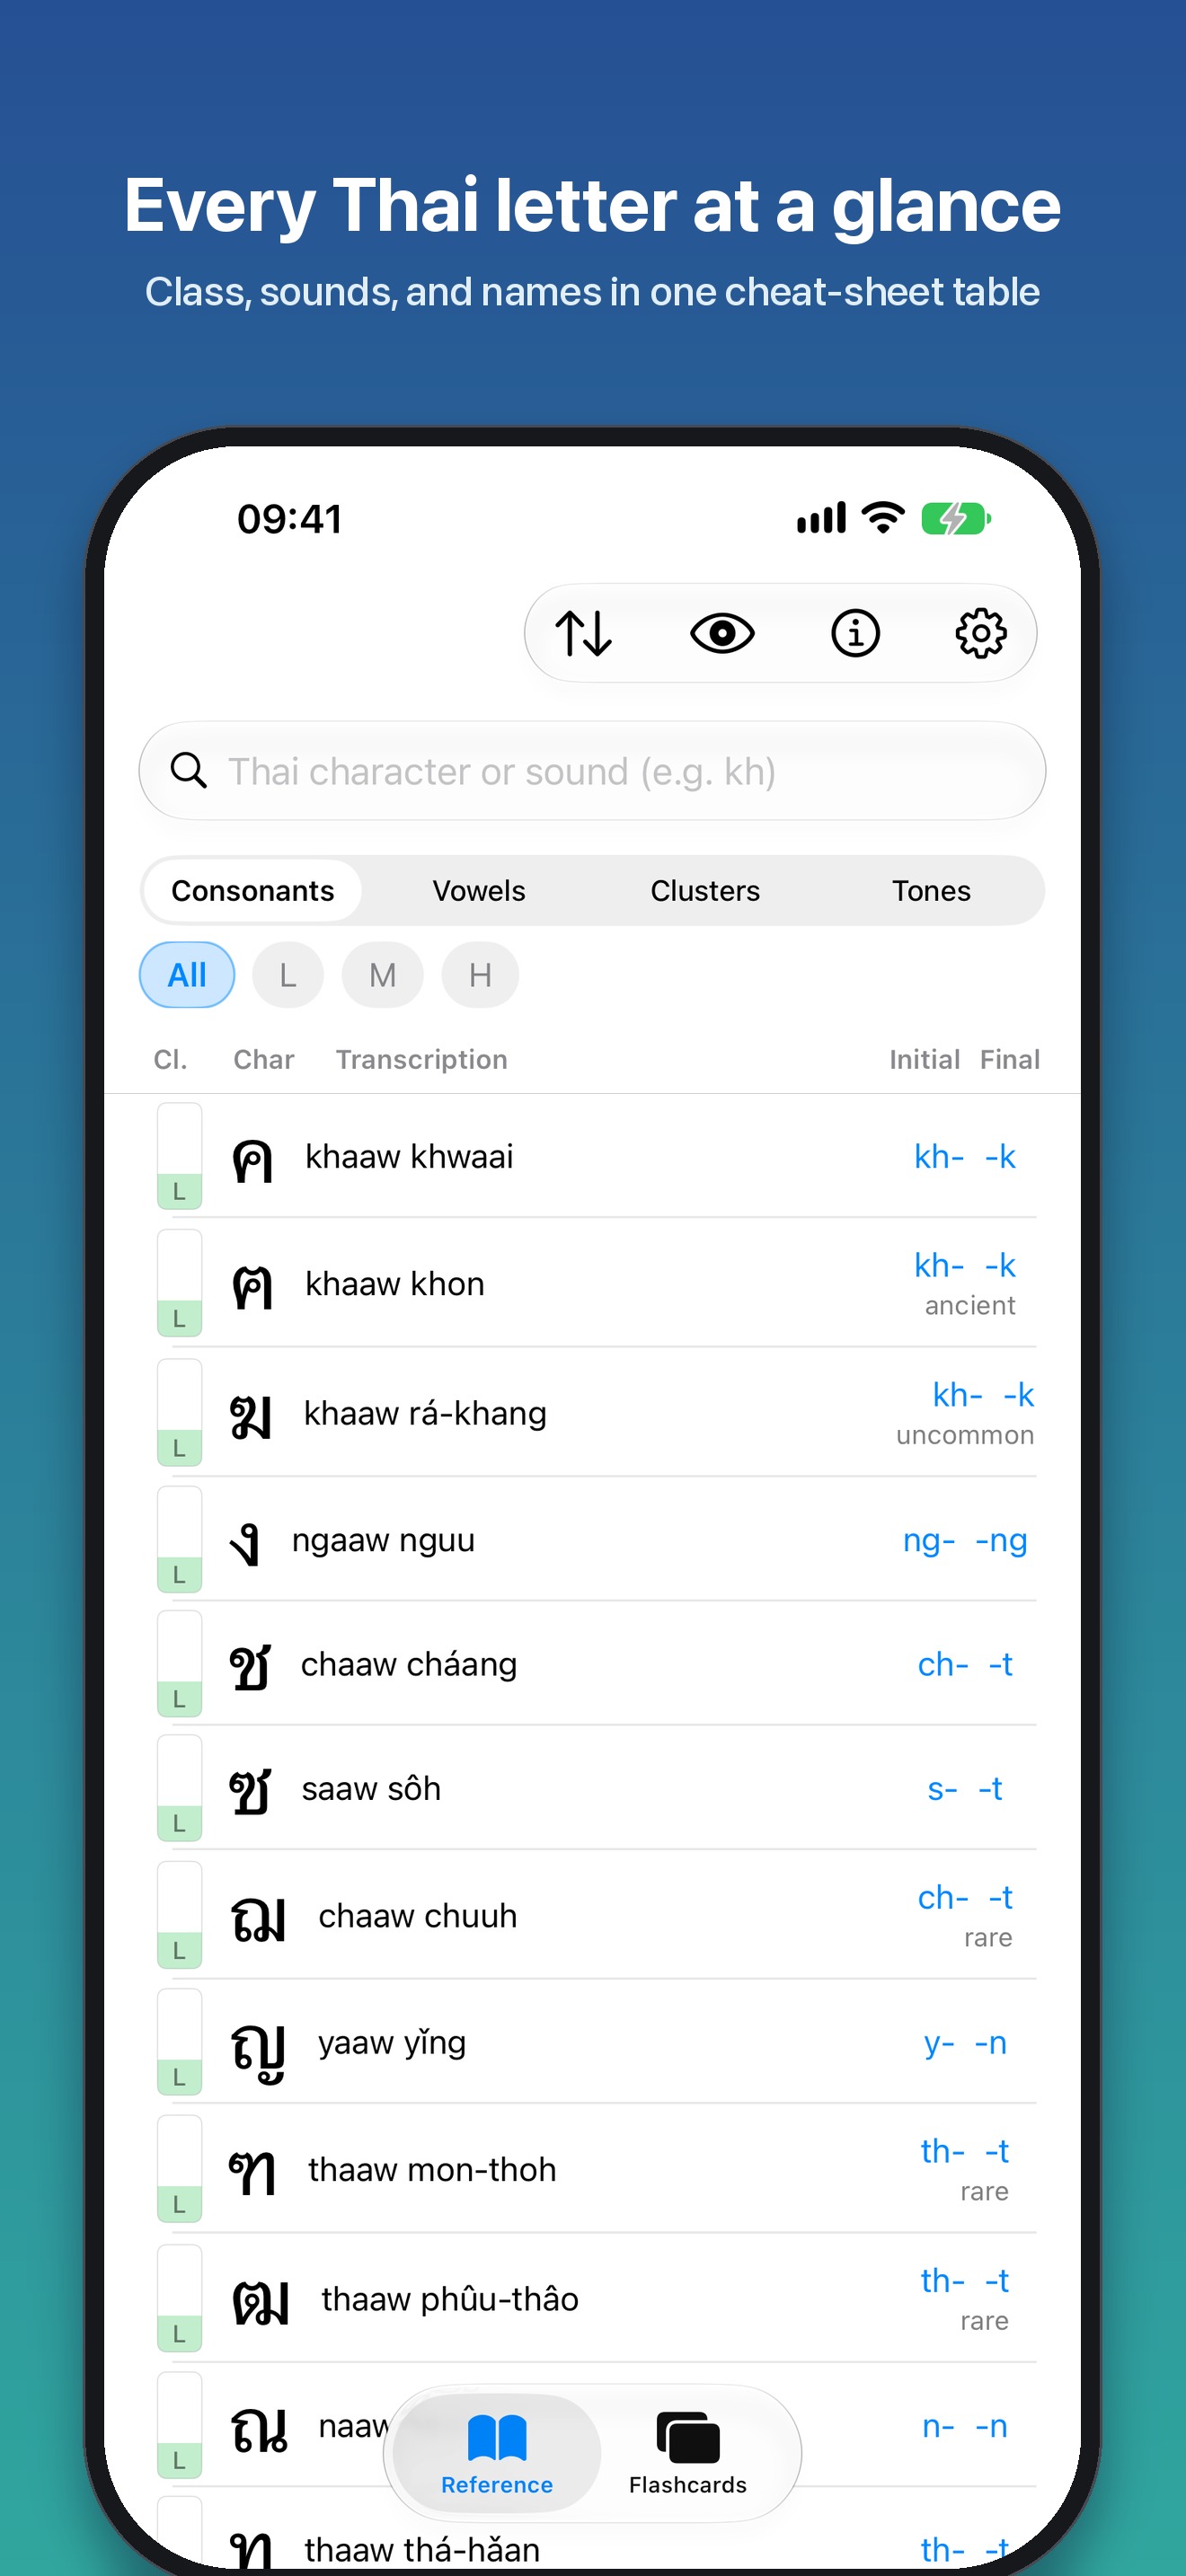 Every Thai letter at a glance
Class, sounds, and names in one cheat-sheet table
09:41
Thai character or sound (e.g. kh)
Consonants Vowels Clusters Tones
All L M H
Cl. Char Transcription Initial Final
L ค khaaw khwaai kh- -k
L ฅ khaaw khon kh- -k
ancient
L ฆ khaaw rá-khang kh- -k
uncommon
L ง ngaaw nguu ng- -ng
L ช chaaw cháang ch- -t
L ซ saaw sôh s- -t
L ฌ chaaw chuuh ch- -t
rare
L ญ yaaw yǐng y- -n
L ฑ thaaw mon-thoh th- -t
rare
L ฒ thaaw phûu-thâo th- -t
rare
L ณ naaw n- -n
Reference Flashcards
ท thaaw thá-hǎan th- -t